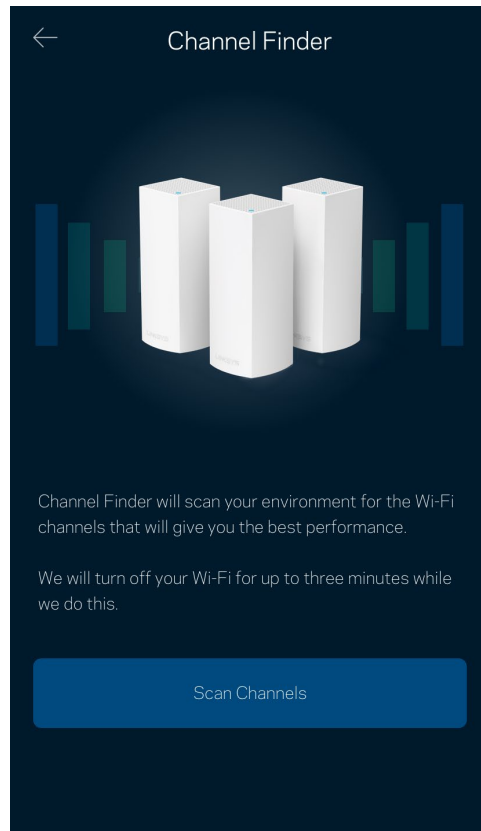 Channel Finder
Channel Finder will scan your environment for the Wi-Fi
channels that will give you the best performance.
We will turn off your Wi-Fi for up to three minutes while
we do this.
Scan Channels